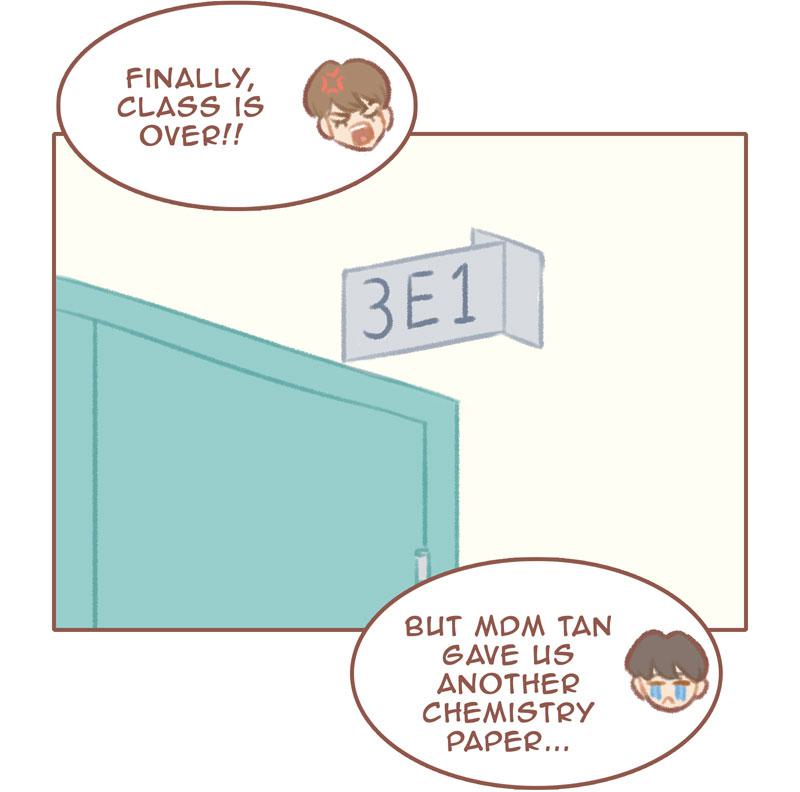 FINALLY,
CLASS IS
OVER!!
3E1
BUT MDM TAN
GAVE US
ANOTHER
CHEMISTRY
PAPER...